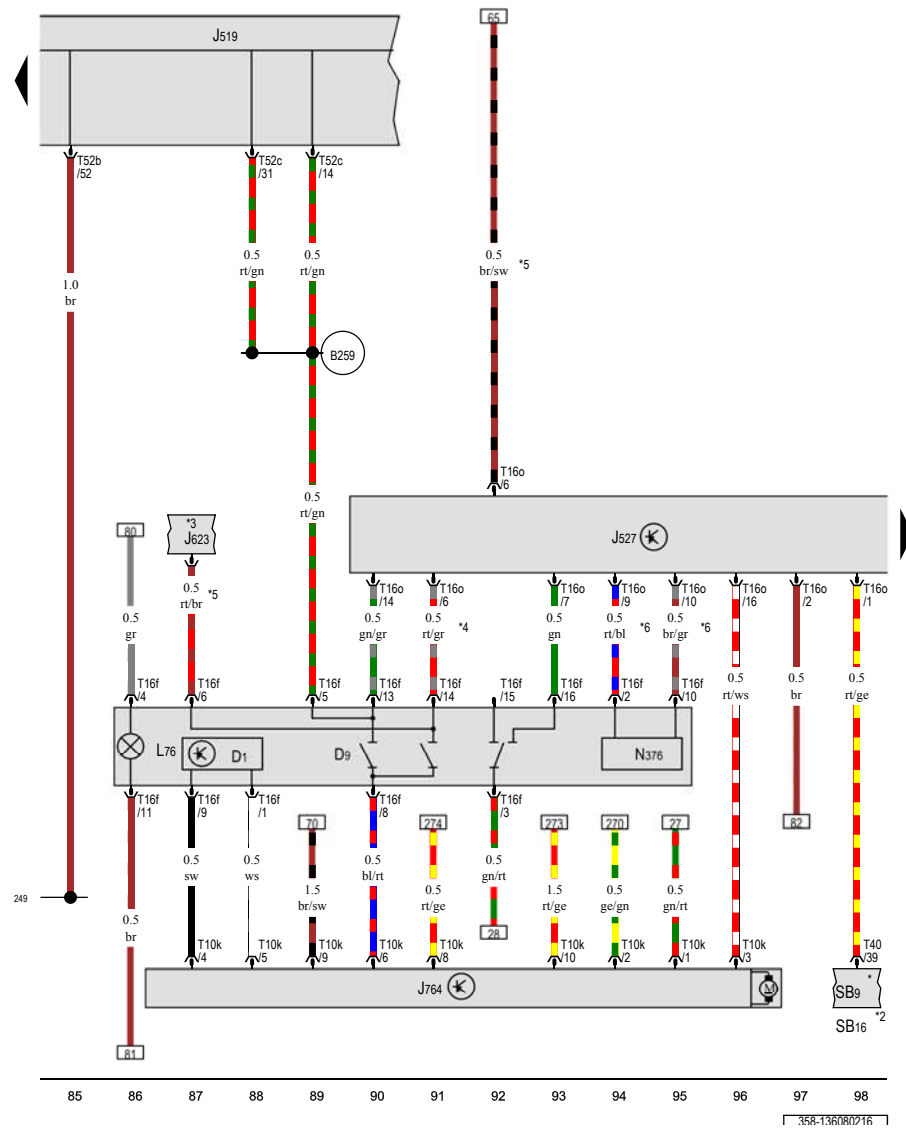 65
J519
T52b
/52
T52c
/31
T52c
/14
0.5
rt/gn
0.5
rt/gn
0.5
br/sw
*5
1.0
br
B259
T16o
/6
0.5
rt/gn
80
*3
J623
J527
0.5
rt/br
*5
T16o
/14
T16o
/6
T16o
/7
T16o
/9
T16o
/10
T16o
/16
T16o
/2
T16o
/1
0.5
gr
0.5
gn/gr
0.5
rt/gr
*4
0.5
gn
0.5
rt/bl
*6
0.5
br/gr
*6
0.5
rt/ws
0.5
br
0.5
rt/ge
T16f
/4
T16f
/6
T16f
/5
T16f
/13
T16f
/14
T16f
/15
T16f
/16
T16f
/2
T16f
/10
L76
D1
D9
N376
T16f
/11
T16f
/9
T16f
/1
T16f
/8
T16f
/3
70
274
273
270
27
82
0.5
sw
0.5
ws
1.5
br/sw
0.5
bl/rt
0.5
rt/ge
0.5
gn/rt
1.5
rt/ge
0.5
ge/gn
0.5
gn/rt
249
0.5
br
28
T10k
/4
T10k
/5
T10k
/9
T10k
/6
T10k
/8
T10k
/10
T10k
/2
T10k
/1
T10k
/3
T40
/39
J764
M
SB9
*
SB16
*2
81
85 86 87 88 89 90 91 92 93 94 95 96 97 98
358-136080216